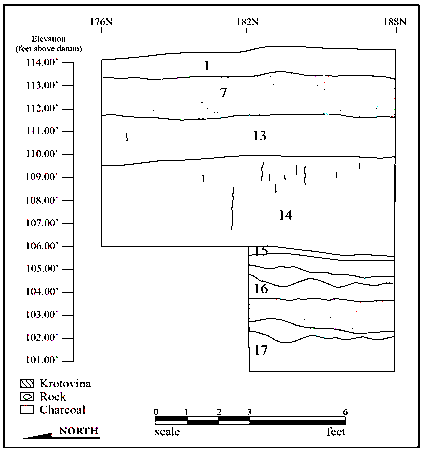 176N 182N 188N
Elevation
(feet above datum)
114.00'
113.00'
112.00'
111.00'
110.00'
109.00'
108.00'
107.00'
106.00'
105.00'
104.00'
103.00'
102.00'
101.00'
1
7
13
14
15
16
17
Krotovina
Rock
Charcoal
NORTH
0 1 2 3 6
scale feet